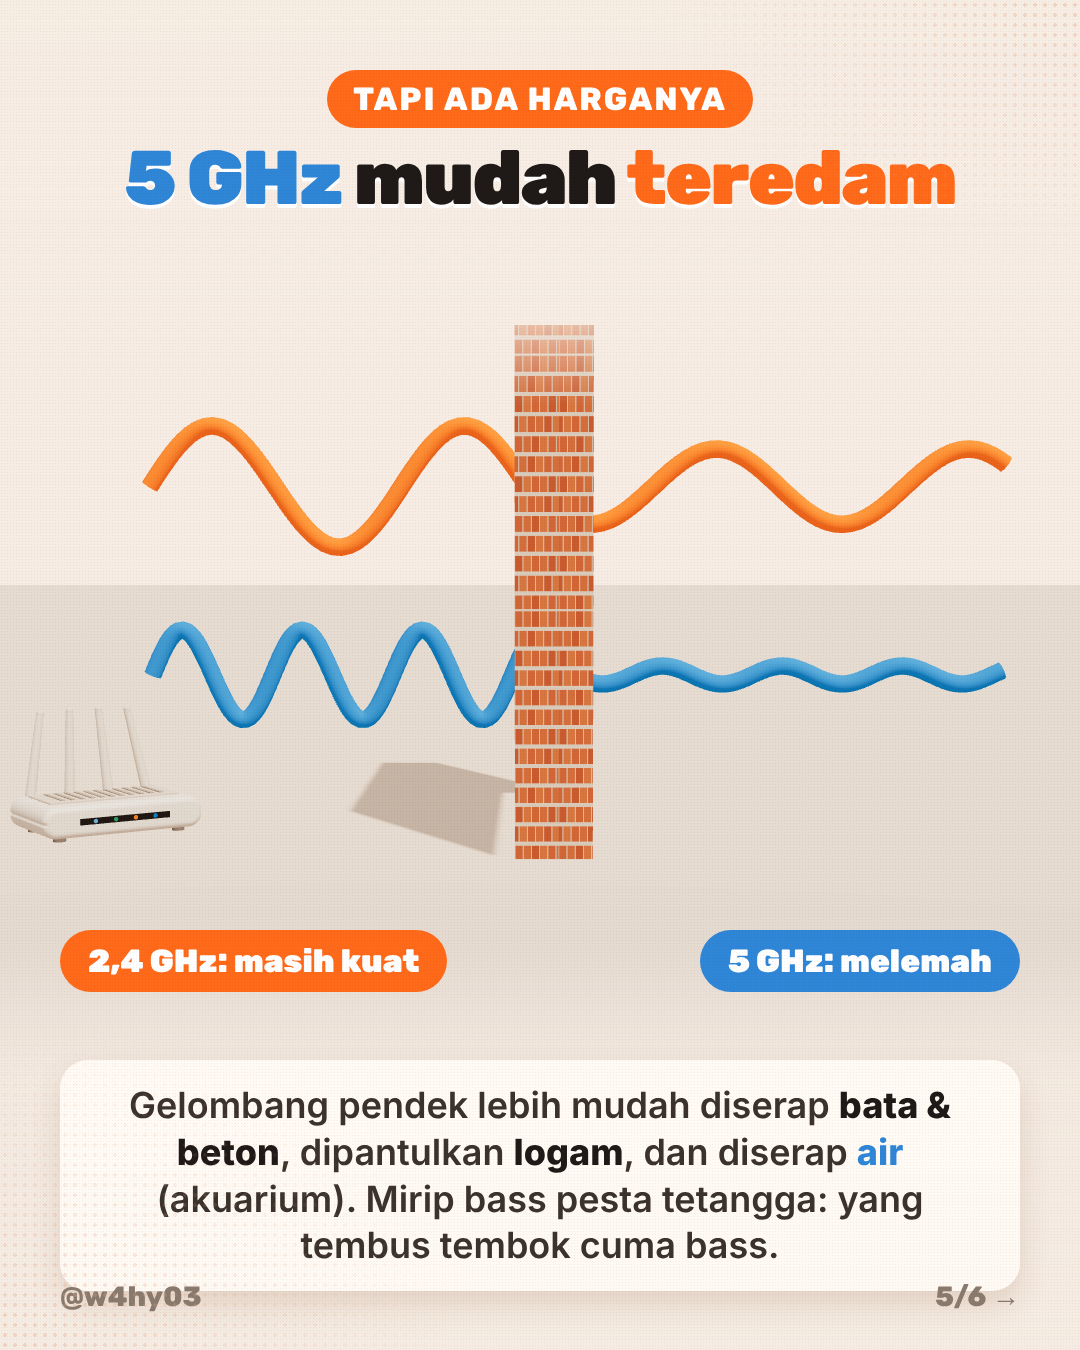 TAPI ADA HARGANYA
5 GHz mudah teredam
2,4 GHz: masih kuat
5 GHz: melemah
Gelombang pendek lebih mudah diserap bata &
beton, dipantulkan logam, dan diserap air
(akuarium). Mirip bass pesta tetangga: yang
tembus tembok cuma bass.
@w4hy03
5/6 →